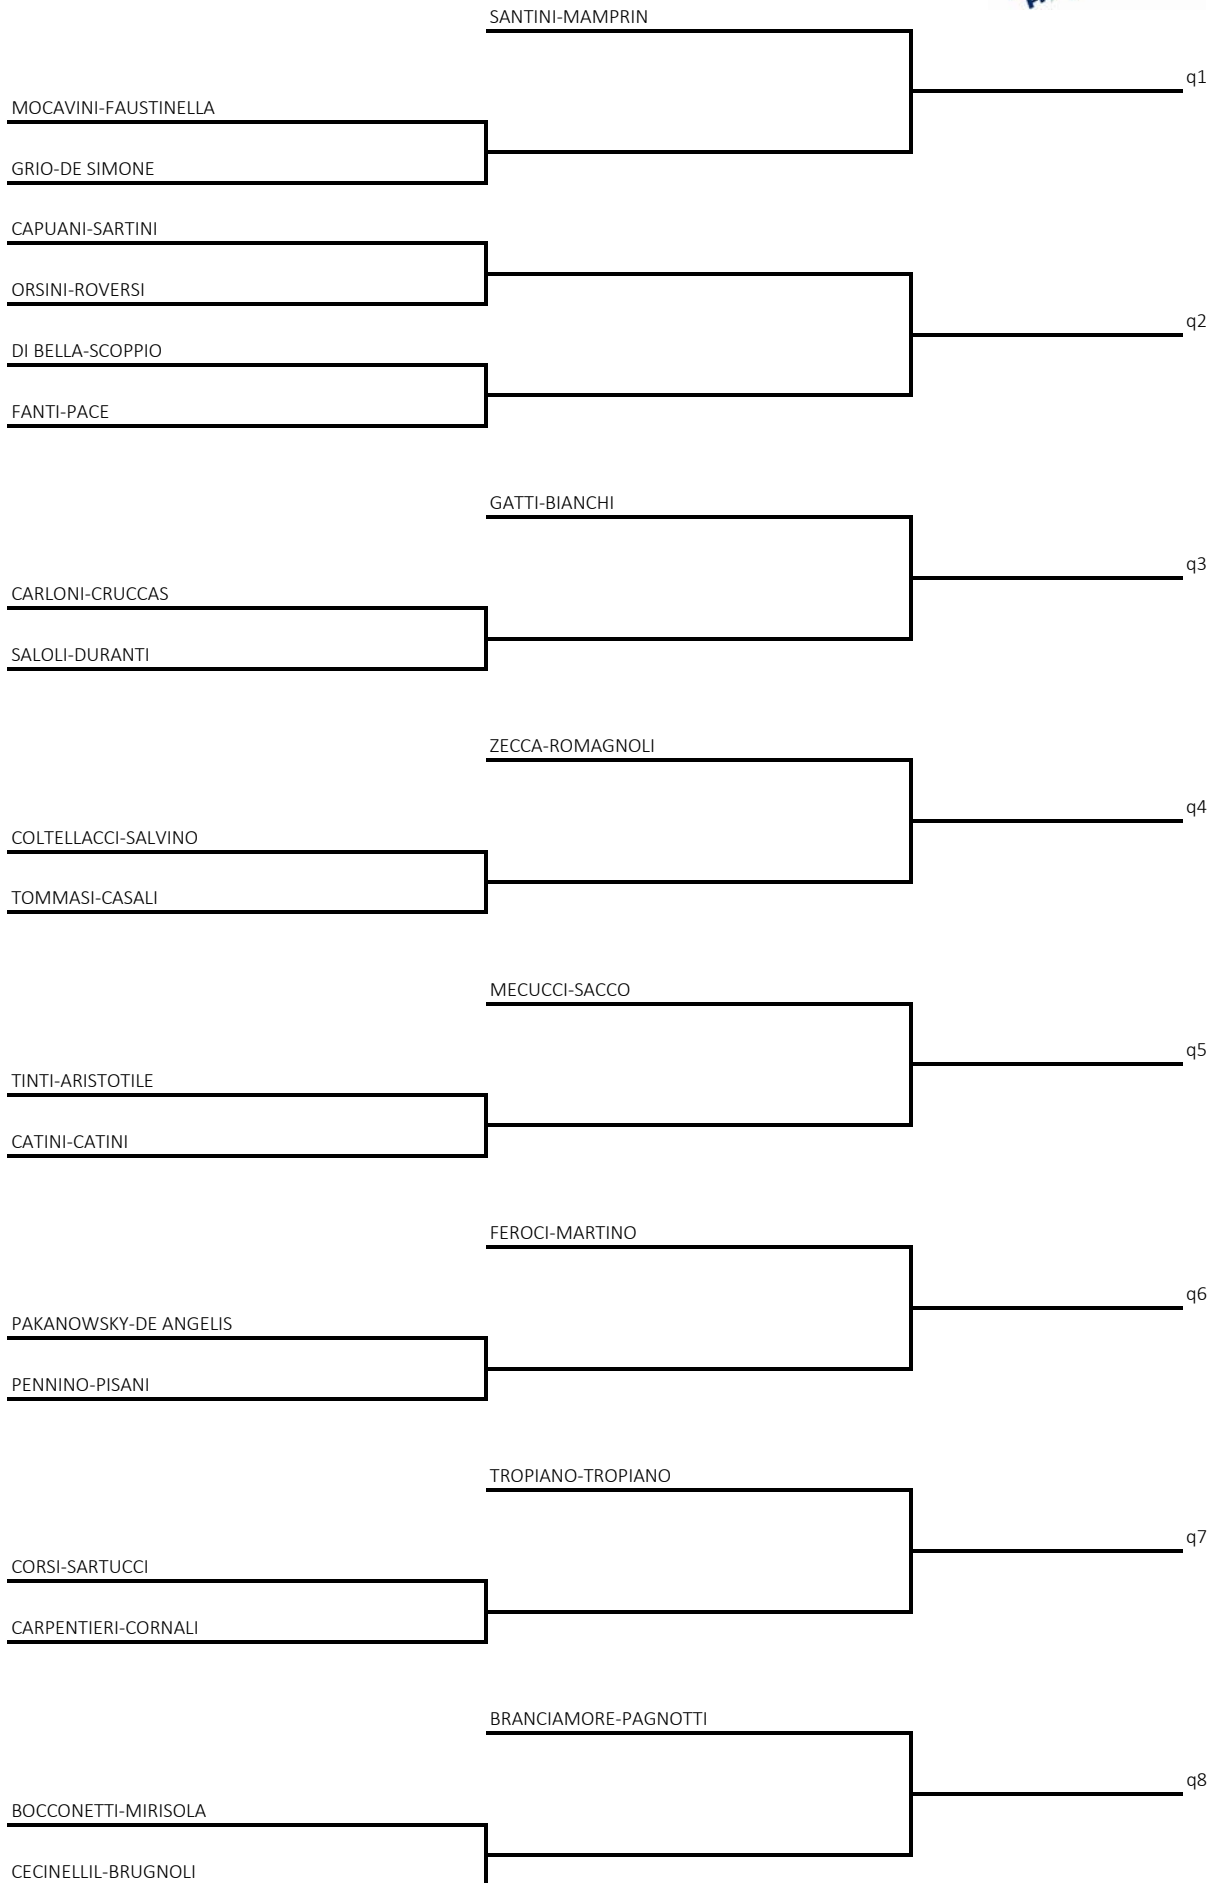 SANTINI-MAMPRIN
q1
MOCAVINI-FAUSTINELLA
GRIO-DE SIMONE
CAPUANI-SARTINI
ORSINI-ROVERSI
q2
DI BELLA-SCOPPIO
FANTI-PACE
GATTI-BIANCHI
q3
CARLONI-CRUCCAS
SALOLI-DURANTI
ZECCA-ROMAGNOLI
q4
COLTELLACCI-SALVINO
TOMMASI-CASALI
MECUCCI-SACCO
q5
TINTI-ARISTOTILE
CATINI-CATINI
FEROCI-MARTINO
q6
PAKANOWSKY-DE ANGELIS
PENNINO-PISANI
TROPIANO-TROPIANO
q7
CORSI-SARTUCCI
CARPENTIERI-CORNALI
BRANCIAMORE-PAGNOTTI
q8
BOCCONETTI-MIRISOLA
CECINELLIL-BRUGNOLI